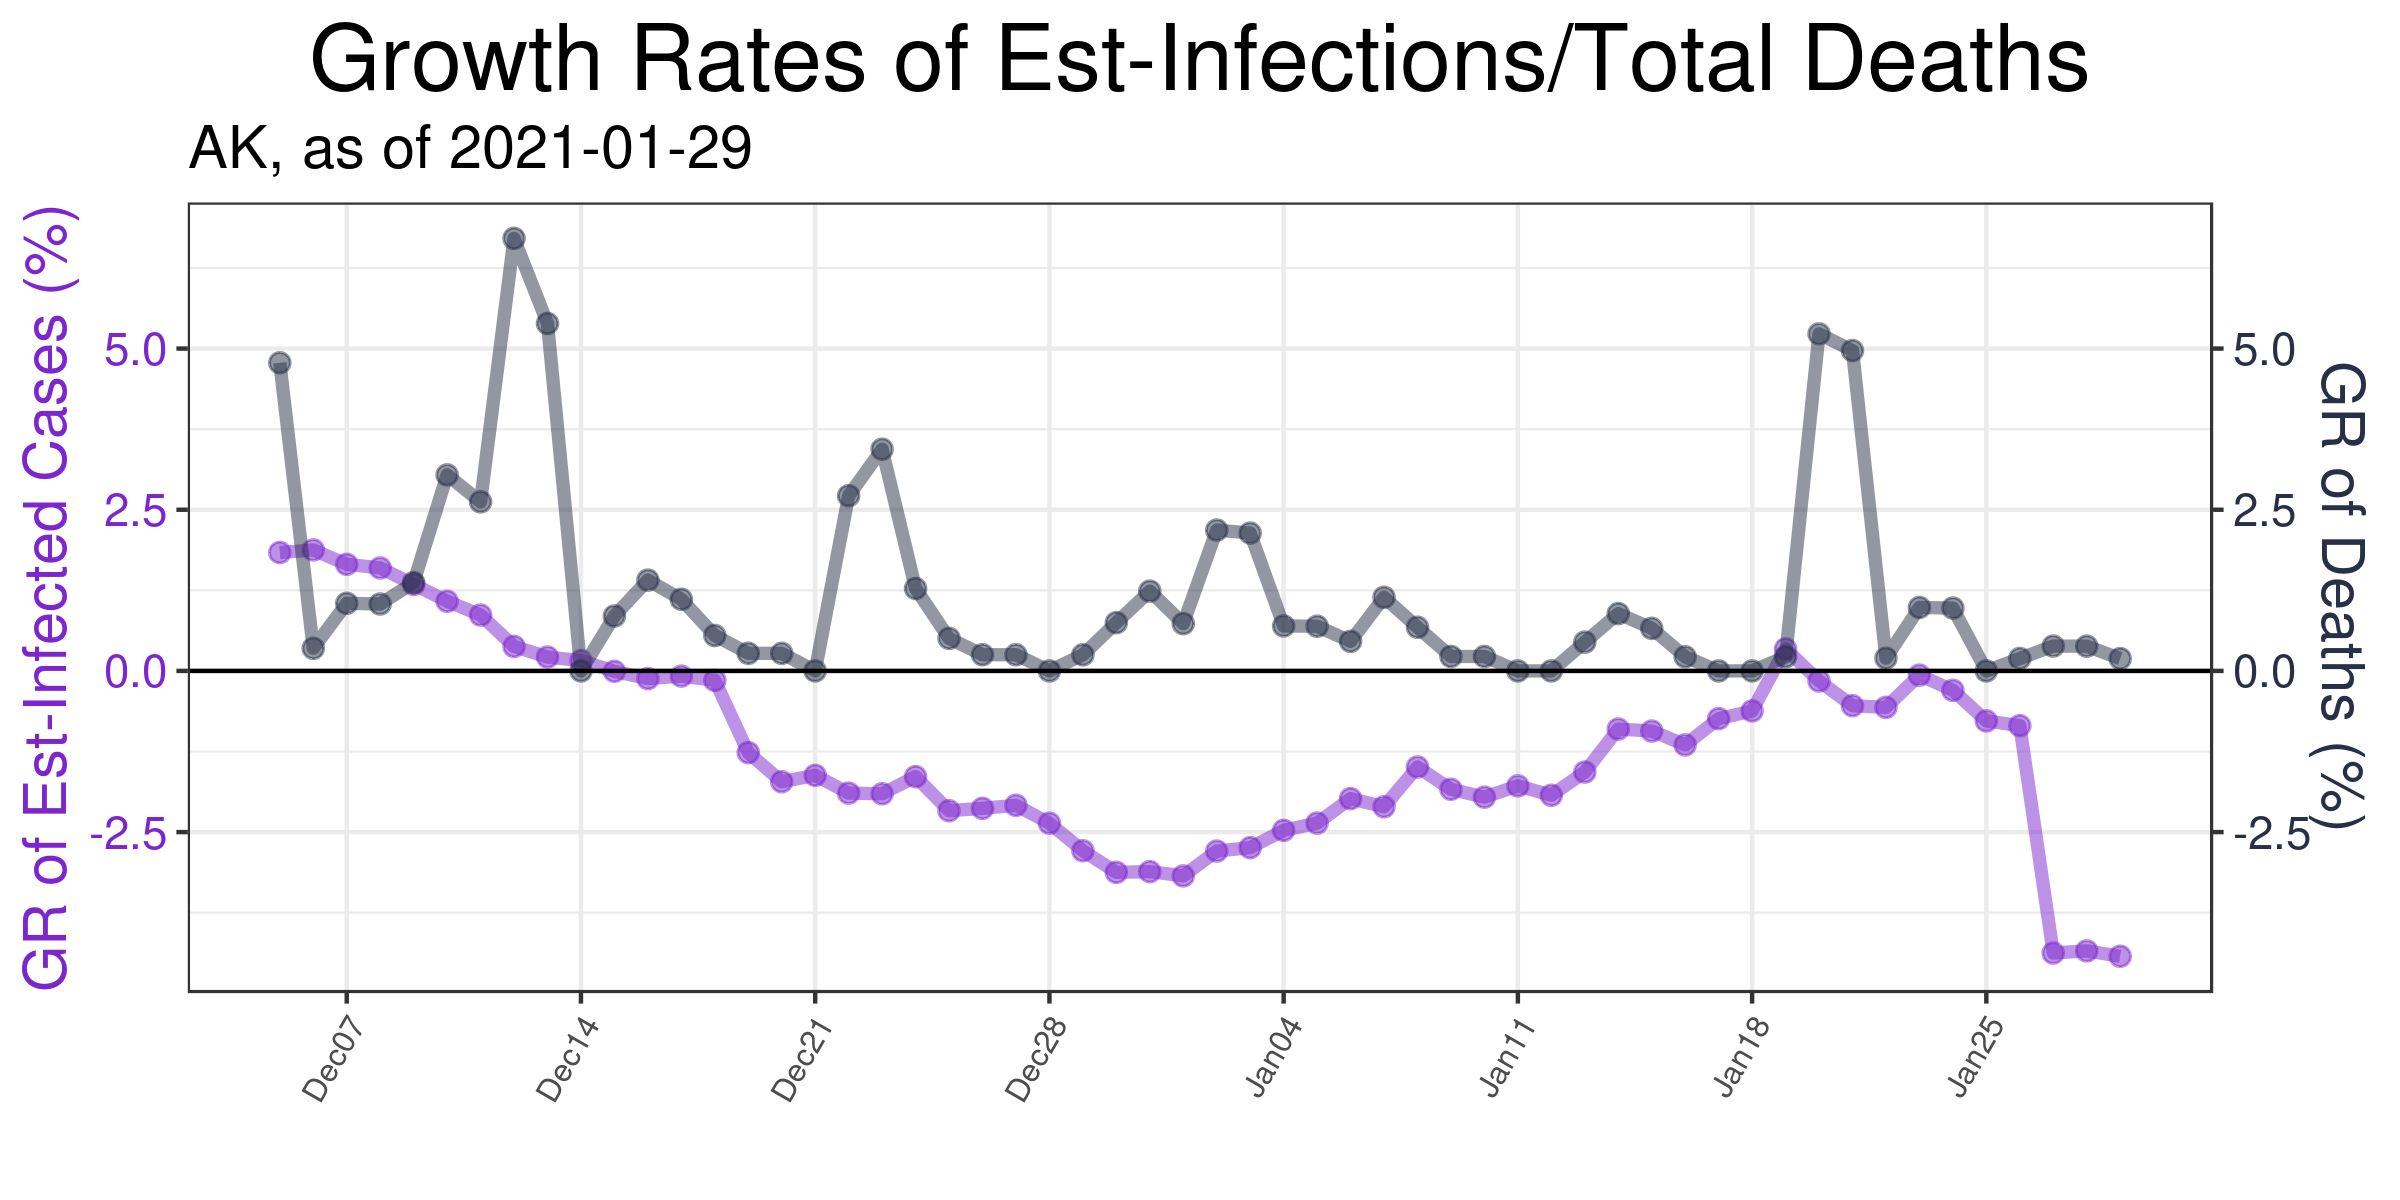 Growth Rates of Est-Infections/Total Deaths
AK, as of 2021-01-29
GR of Est-Infected Cases (%)
5.0
2.5
0.0
-2.5
5.0
2.5
0.0
-2.5
GR of Deaths (%)
Dec07
Dec14
Dec21
Dec28
Jan04
Jan11
Jan18
Jan25